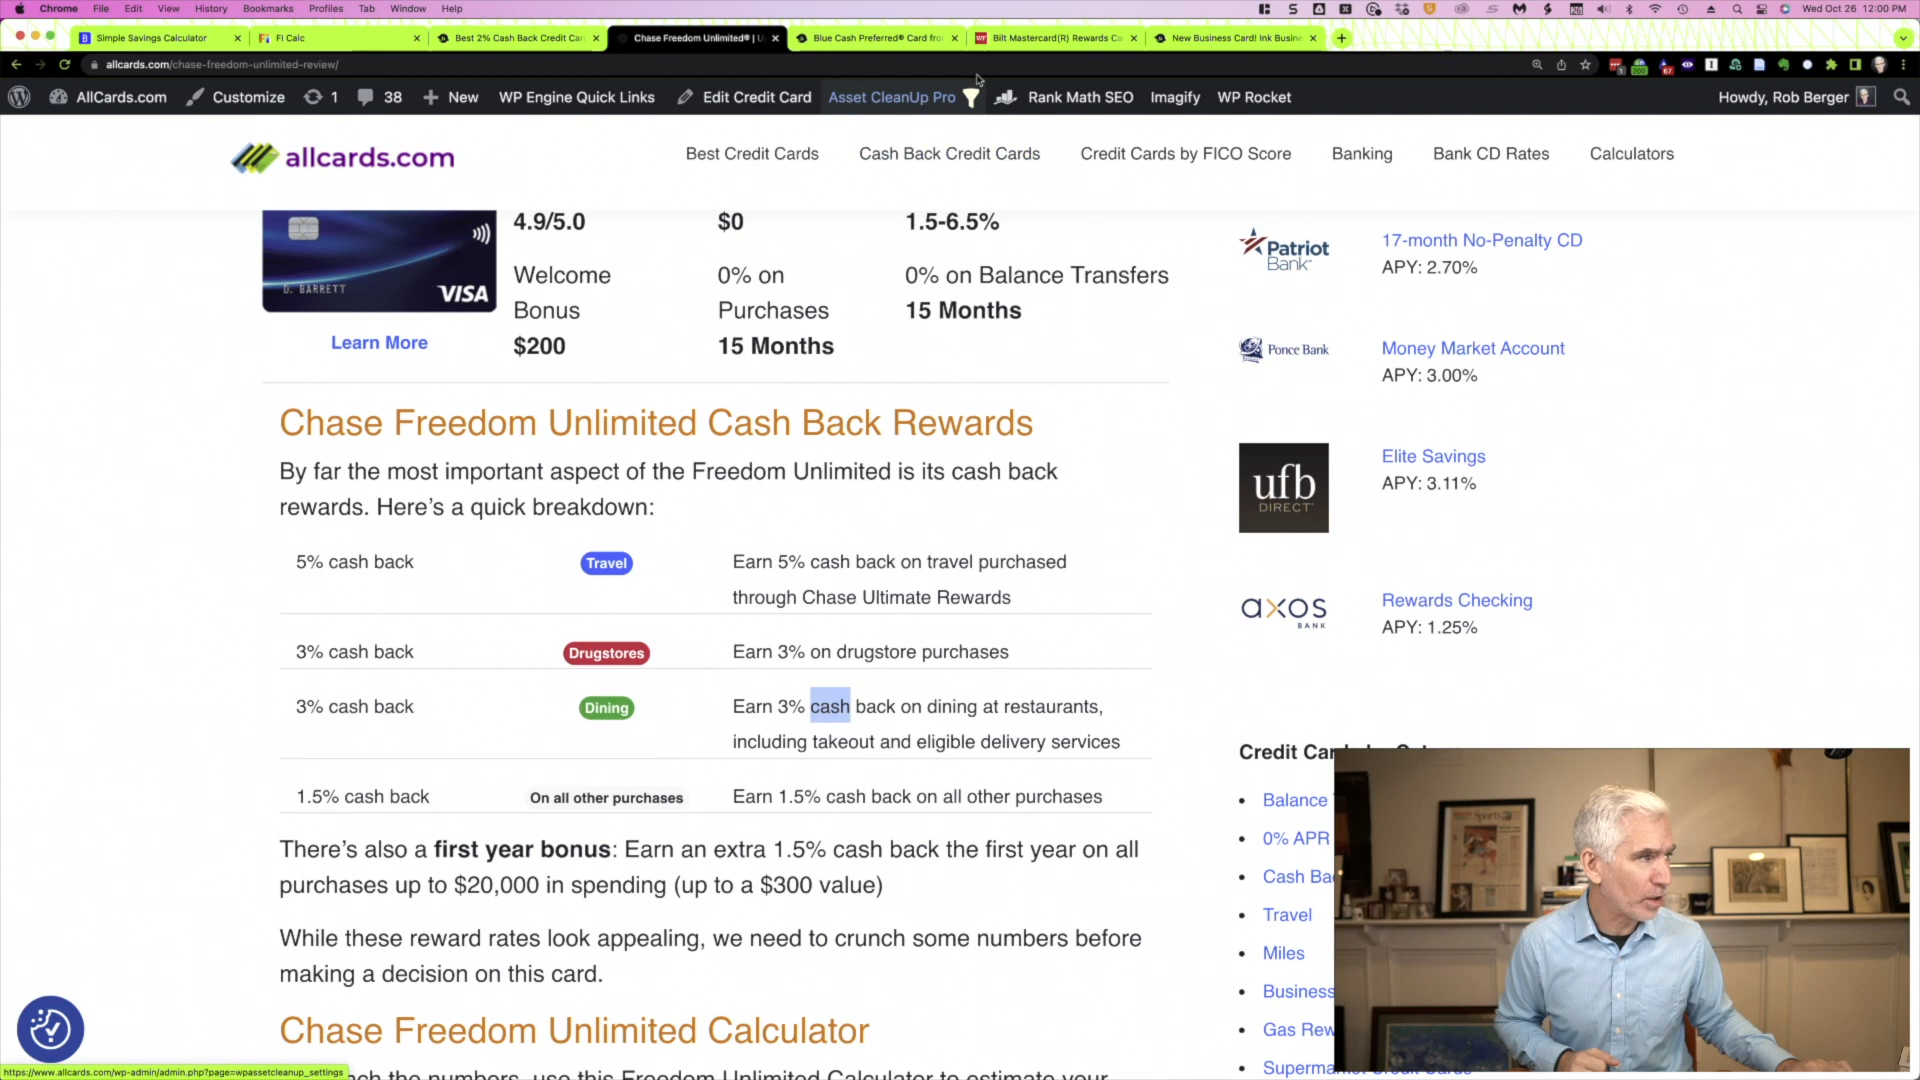 Chrome File Edit View History Bookmarks Profiles Tab Window Help
Wed Oct 26 12:00 PM
Simple Savings Calculator
FI Calc
Best 2% Cash Back Credit Car
Chase Freedom Unlimited® | U
Blue Cash Preferred® Card fro
Bilt Mastercard(R) Rewards Ca
New Business Card! Ink Busin
allcards.com/chase-freedom-unlimited-review/
AllCards.com Customize 1 38 New WP Engine Quick Links Edit Credit Card Asset CleanUp Pro Rank Math SEO Imagify WP Rocket
Howdy, Rob Berger
allcards.com
Best Credit Cards Cash Back Credit Cards Credit Cards by FICO Score Banking Bank CD Rates Calculators
D. BARRETT
VISA
Learn More
4.9/5.0 $0 1.5-6.5%
Welcome Bonus
$200
0% on Purchases
15 Months
0% on Balance Transfers
15 Months
Chase Freedom Unlimited Cash Back Rewards
By far the most important aspect of the Freedom Unlimited is its cash back
rewards. Here's a quick breakdown:
5% cash back Travel Earn 5% cash back on travel purchased
through Chase Ultimate Rewards
3% cash back Drugstores Earn 3% on drugstore purchases
3% cash back Dining Earn 3% cash back on dining at restaurants,
including takeout and eligible delivery services
1.5% cash back On all other purchases Earn 1.5% cash back on all other purchases
There's also a first year bonus: Earn an extra 1.5% cash back the first year on all
purchases up to $20,000 in spending (up to a $300 value)
While these reward rates look appealing, we need to crunch some numbers before
making a decision on this card.
Chase Freedom Unlimited Calculator
the numbers, use this Freedom Unlimited Calculator to estimate your
https://www.allcards.com/wp-admin/admin.php?page=wpassetcleanup_settings
Patriot Bank
17-month No-Penalty CD
APY: 2.70%
Ponce Bank
Money Market Account
APY: 3.00%
ufb
DIRECT
Elite Savings
APY: 3.11%
axos
BANK
Rewards Checking
APY: 1.25%
Credit Car
Balance
0% APR
Cash Ba
Travel
Miles
Business
Gas Rew
Sports